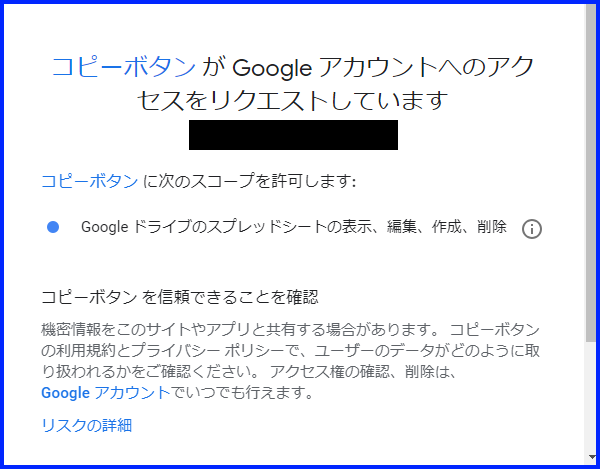 コピーボタン が Google アカウントへのアク
セスをリクエストしています
コピーボタン に次のスコープを許可します:
Google ドライブのスプレッドシートの表示、編集、作成、削除
コピーボタン を信頼できることを確認
機密情報をこのサイトやアプリと共有する場合があります。 コピーボタン
の利用規約とプライバシー ポリシーで、ユーザーのデータがどのように取
り扱われるかをご確認ください。 アクセス権の確認、削除は、
Google アカウントでいつでも行えます。
リスクの詳細